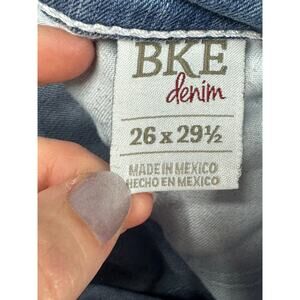 BKE
denim
26 x 29½
MADE IN MEXICO
HECHO EN MEXICO